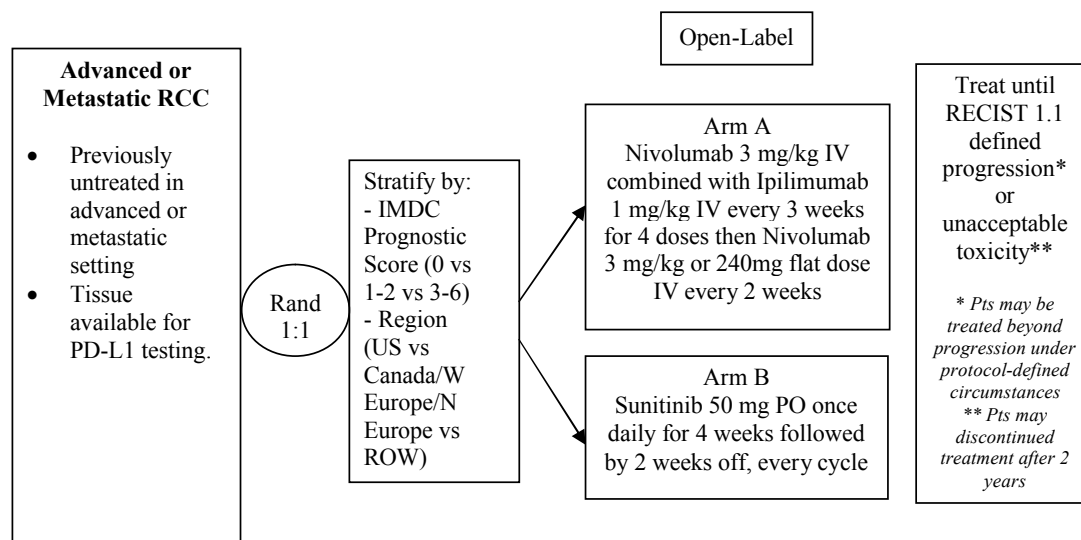 Open-Label
Advanced or
Metastatic RCC
• Previously
untreated in
advanced or
metastatic
setting
• Tissue
available for
PD-L1 testing.
Rand
1:1
Stratify by:
- IMDC
Prognostic
Score (0 vs
1-2 vs 3-6)
- Region
(US vs
Canada/W
Europe/N
Europe vs
ROW)
Arm A
Nivolumab 3 mg/kg IV
combined with Ipilimumab
1 mg/kg IV every 3 weeks
for 4 doses then Nivolumab
3 mg/kg or 240mg flat dose
IV every 2 weeks
Arm B
Sunitinib 50 mg PO once
daily for 4 weeks followed
by 2 weeks off, every cycle
Treat until
RECIST 1.1
defined
progression*
or
unacceptable
toxicity**
* Pts may be
treated beyond
progression under
protocol-defined
circumstances
** Pts may
discontinued
treatment after 2
years